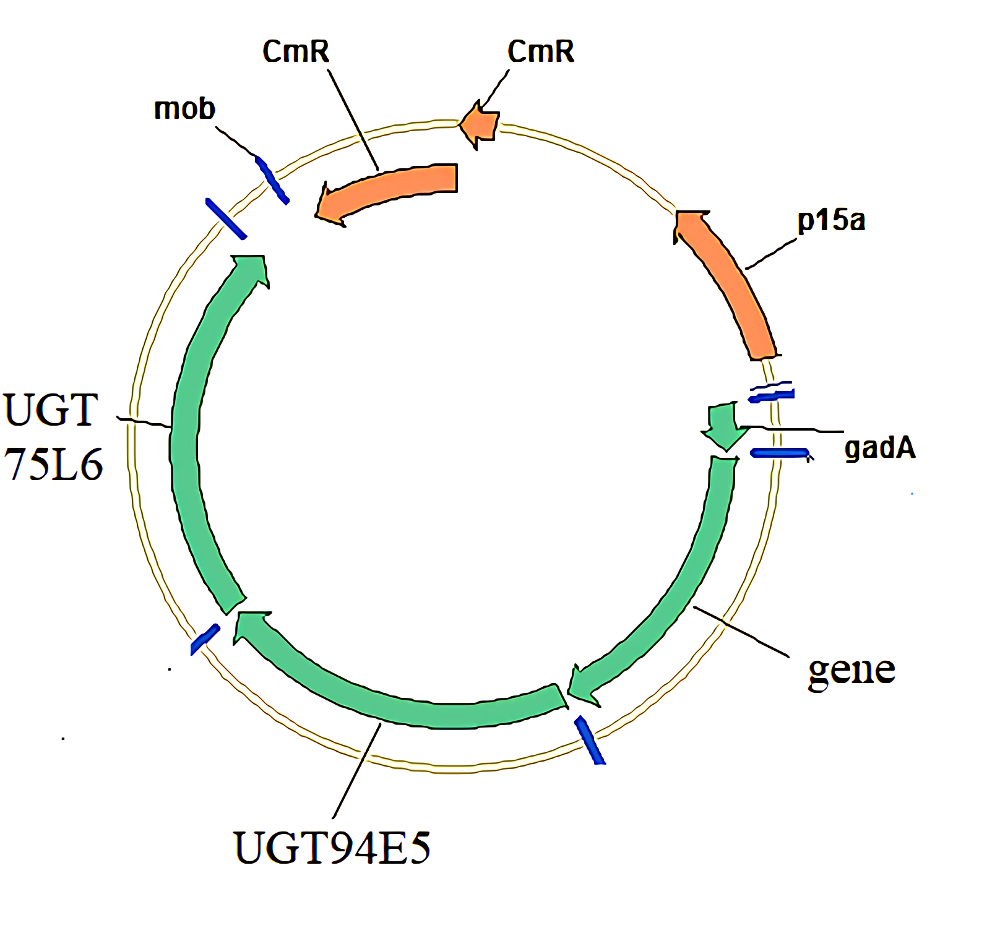 CmR
CmR
mob
p15a
UGT
75L6
gadA
gene
UGT94E5